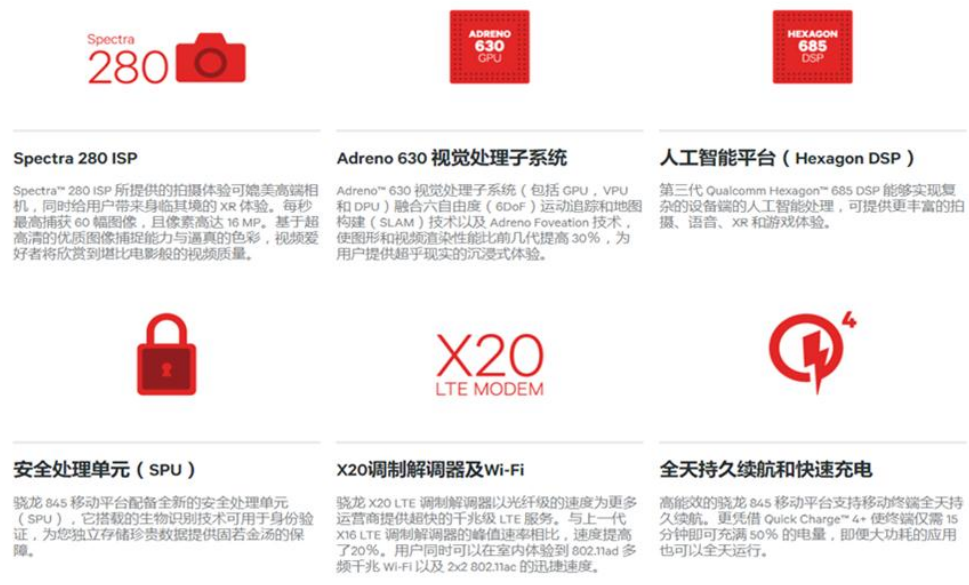 Spectra
280
ADRENO
630
GPU
HEXAGON
685
DSP
Spectra 280 ISP
Spectra™ 280 ISP 所提供的拍摄体验可媲美高端相
机，同时给用户带来身临其境的 XR 体验。每秒
最高捕获 60 幅图像，且像素高达 16 MP。基于超
高清的优质图像捕捉能力与逼真的色彩，视频爱
好者将欣赏到堪比电影般的视频质量。
Adreno 630 视觉处理子系统
Adreno™ 630 视觉处理子系统（包括 GPU，VPU
和 DPU）融合六自由度（6DoF）运动追踪和地图
构建（SLAM）技术以及 Adreno Foveation 技术，
使图形和视频渲染性能比前几代提高 30%，为
用户提供超乎现实的沉浸式体验。
人工智能平台（Hexagon DSP）
第三代 Qualcomm Hexagon™ 685 DSP 能够实现复
杂的设备端的人工智能处理，可提供更丰富的拍
摄、语音、XR 和游戏体验。
X20
LTE MODEM
4
安全处理单元（SPU）
骁龙 845 移动平台配备全新的安全处理单元
（SPU），它搭载的生物识别技术可用于身份验
证，为您独立存储珍贵数据提供固若金汤的保
障。
X20调制解调器及Wi-Fi
骁龙 X20 LTE 调制解调器以光纤级的速度为更多
运营商提供超快的千兆级 LTE 服务。与上一代
X16 LTE 调制解调器的峰值速率相比，速度提高
了20%。用户同时可以在室内体验到 802.11ad 多
频千兆 Wi-Fi 以及 2x2 802.11ac 的迅捷速度。
全天持久续航和快速充电
高能效的骁龙 845 移动平台支持移动终端全天持
久续航。更凭借 Quick Charge™ 4+ 使终端仅需 15
分钟即可充满 50% 的电量，即便大功耗的应用
也可以全天运行。